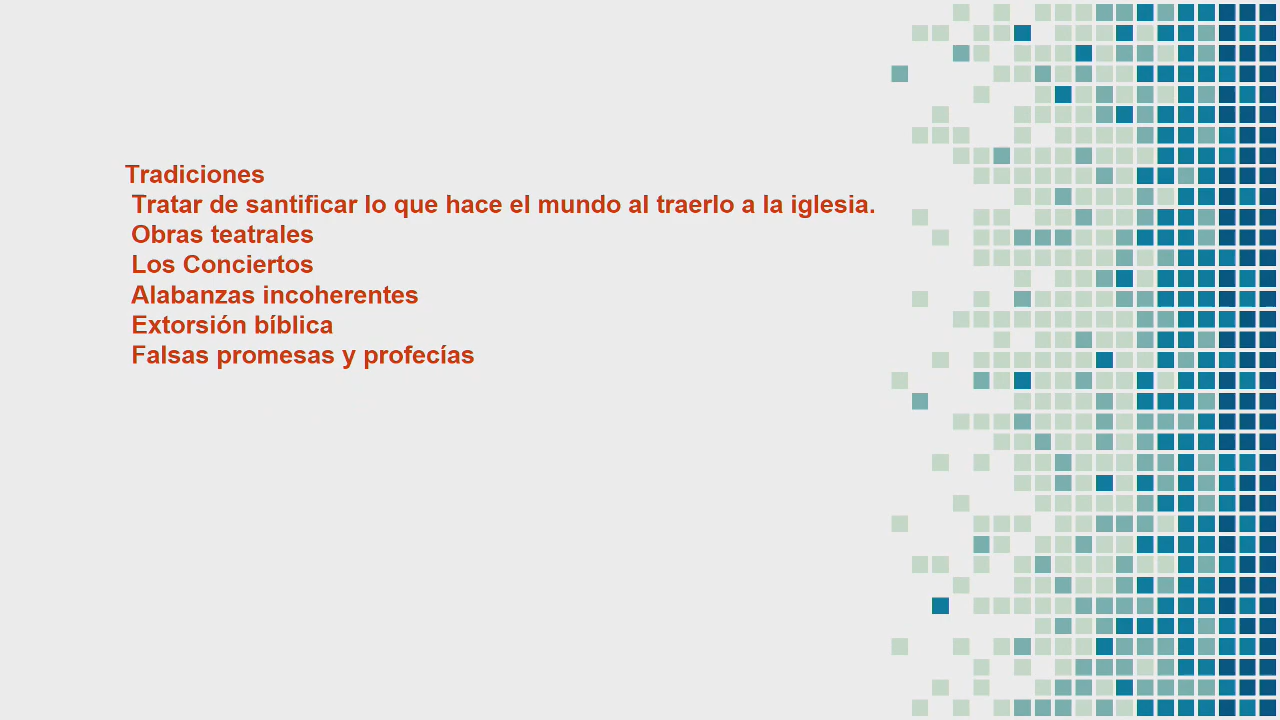 Tradiciones
Tratar de santificar lo que hace el mundo al traerlo a la iglesia.
Obras teatrales
Los Conciertos
Alabanzas incoherentes
Extorsión bíblica
Falsas promesas y profecías